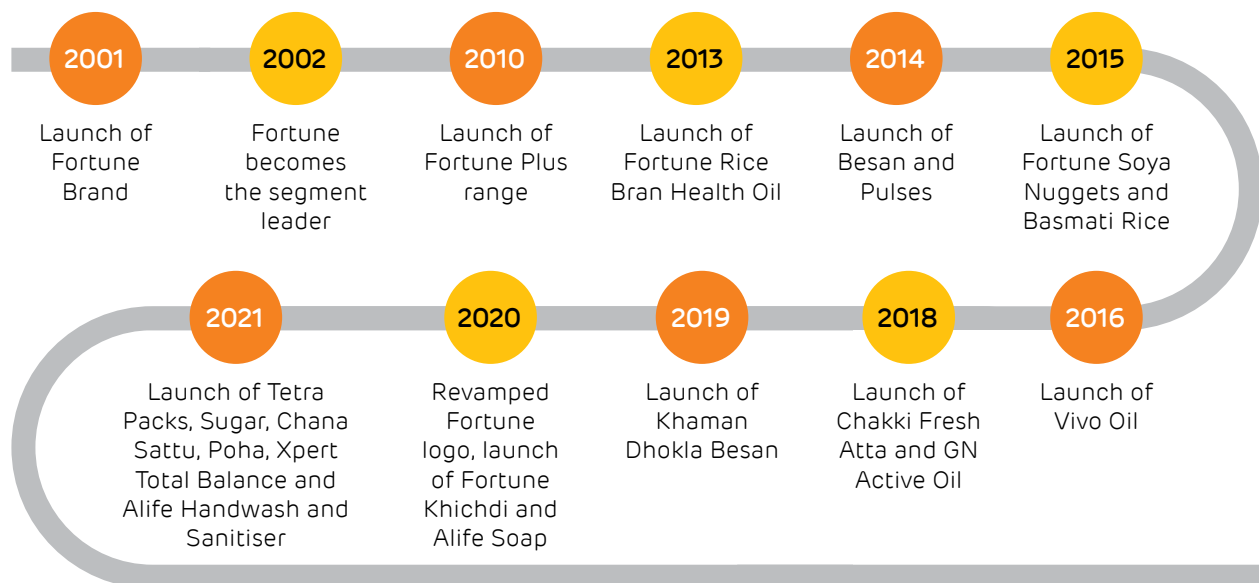 2001
Launch of
Fortune
Brand
2002
Fortune
becomes
the segment
leader
2010
Launch of
Fortune Plus
range
2013
Launch of
Fortune Rice
Bran Health Oil
2014
Launch of
Besan and
Pulses
2015
Launch of
Fortune Soya
Nuggets and
Basmati Rice
2016
Launch of
Vivo Oil
2018
Launch of
Chakki Fresh
Atta and GN
Active Oil
2019
Launch of
Khaman
Dhokla Besan
2020
Revamped
Fortune
logo, launch
of Fortune
Khichdi and
Alife Soap
2021
Launch of Tetra
Packs, Sugar, Chana
Sattu, Poha, Xpert
Total Balance and
Alife Handwash and
Sanitiser